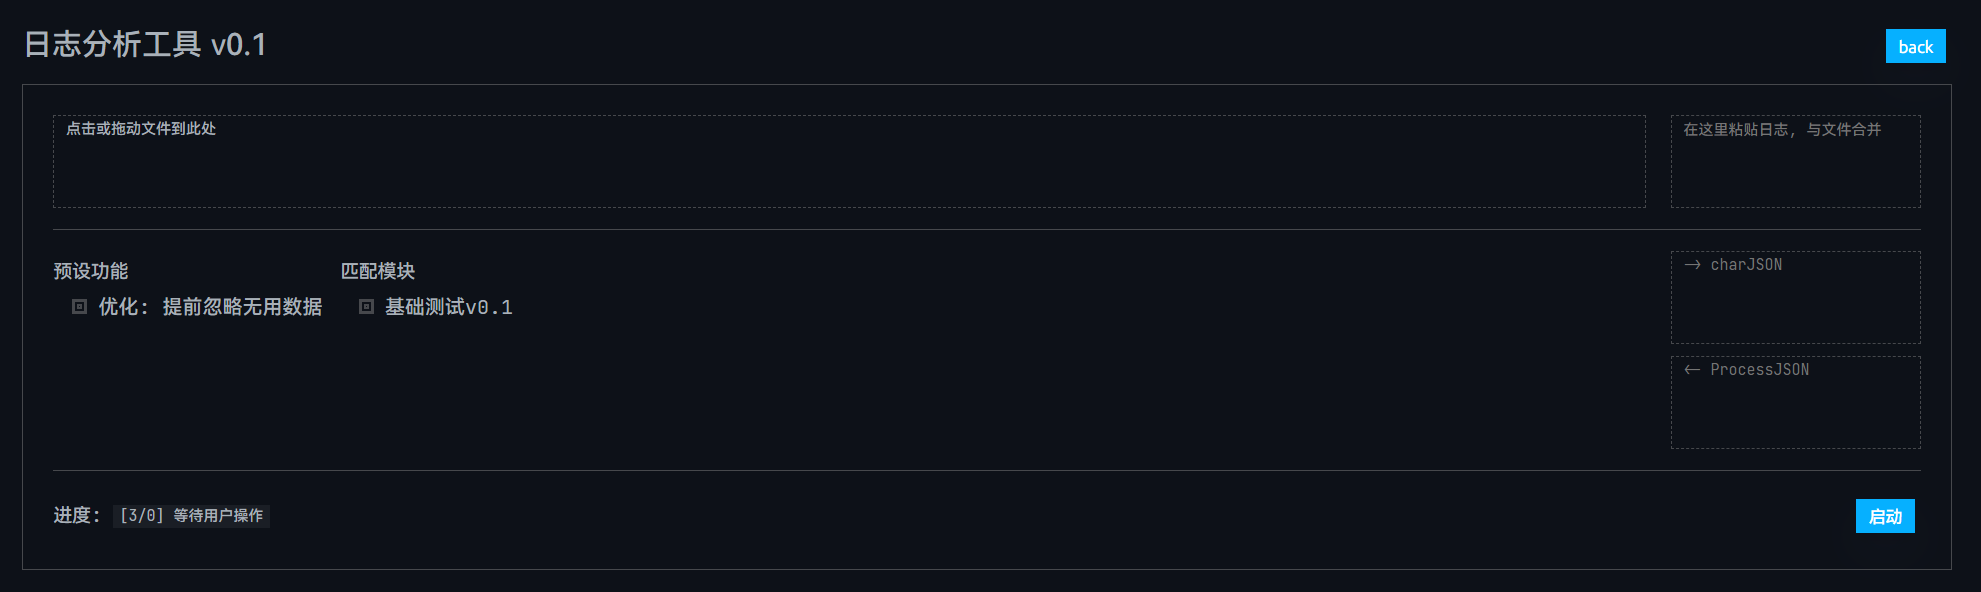 日志分析工具 v0.1
back
点击或拖动文件到此处
在这里粘贴日志, 与文件合并
预设功能
优化: 提前忽略无用数据
匹配模块
基础测试v0.1
-> charJSON
<- ProcessJSON
进度: [3/0] 等待用户操作
启动